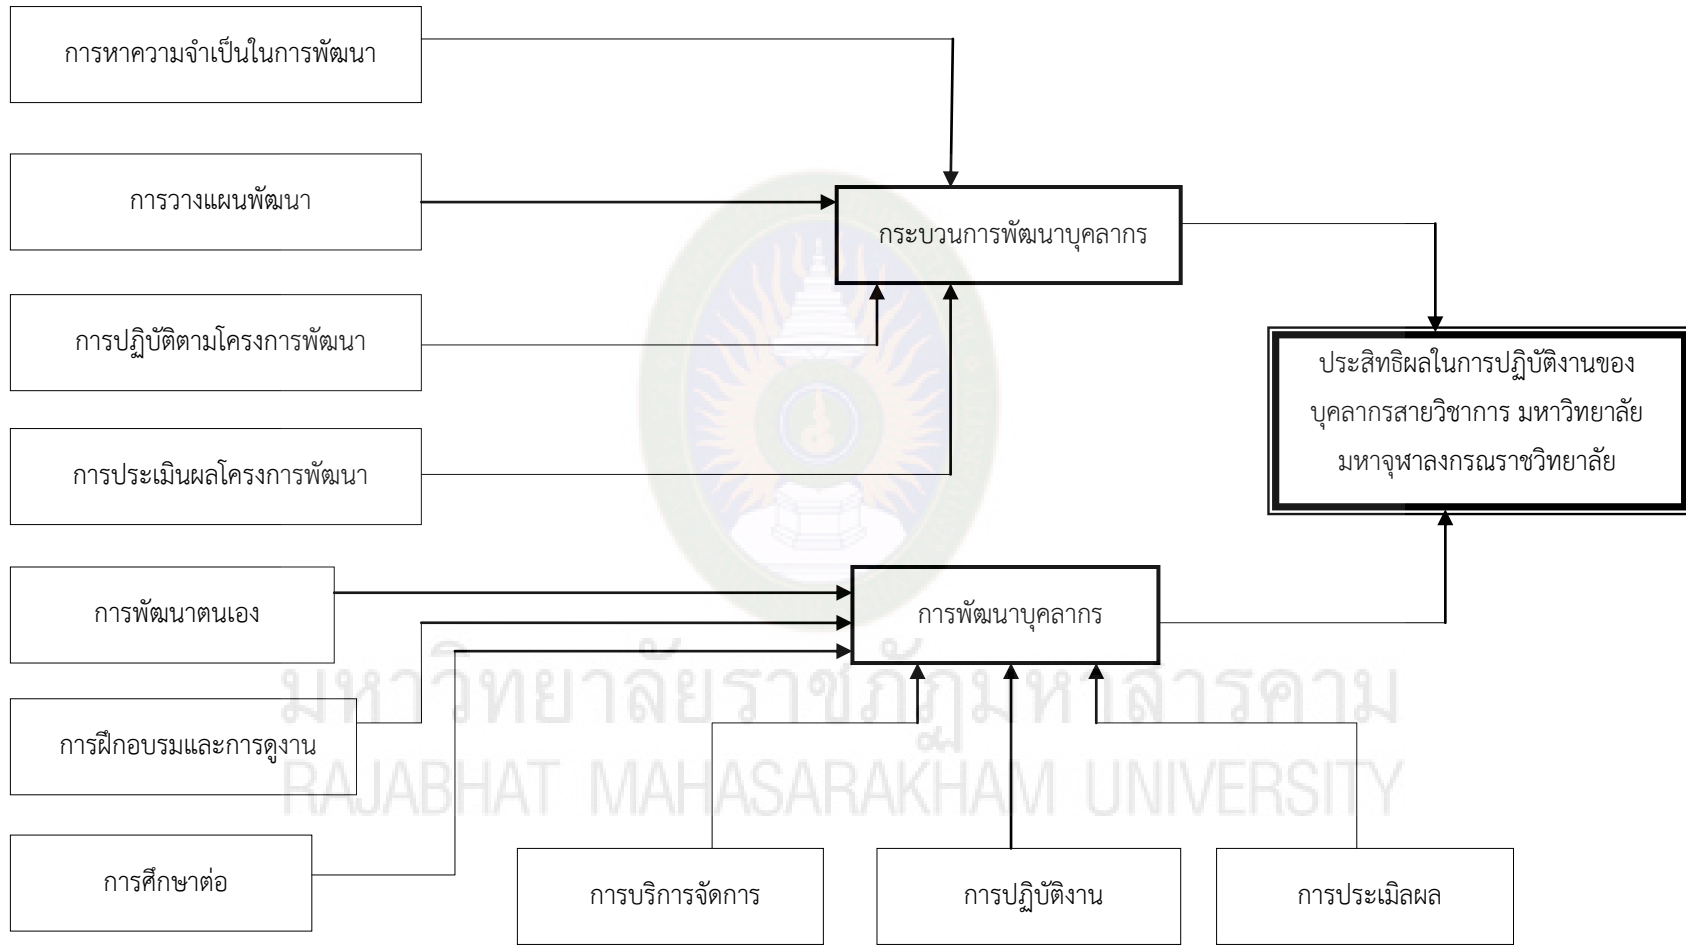 การหาความจำเป็นในการพัฒนา
การวางแผนพัฒนา
กระบวนการพัฒนาบุคลากร
การปฏิบัติตามโครงการพัฒนา
ประสิทธิผลในการปฏิบัติงานของ
บุคลากรสายวิชาการ มหาวิทยาลัย
มหาจุฬาลงกรณราชวิทยาลัย
การประเมินผลโครงการพัฒนา
การพัฒนาตนเอง
การพัฒนาบุคลากร
มหาวิทยาลัยราชภัฏมหาสารคาม
การฝึกอบรมและการดูงาน
RAJABHAT MAHASARAKHAM UNIVERSITY
การศึกษาต่อ
การบริการจัดการ
การปฏิบัติงาน
การประเมิลผล